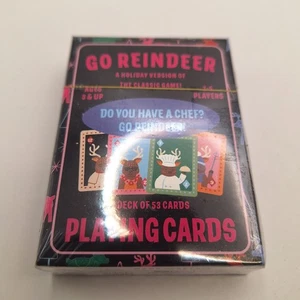 GO REINDEER
A HOLIDAY VERSION OF
THE CLASSIC GAME!
AGES
& UP
PLAYERS
DO YOU HAVE A CHEF?
GO REINDEER!
DECK OF 53 CARDS
PLAYING CARDS